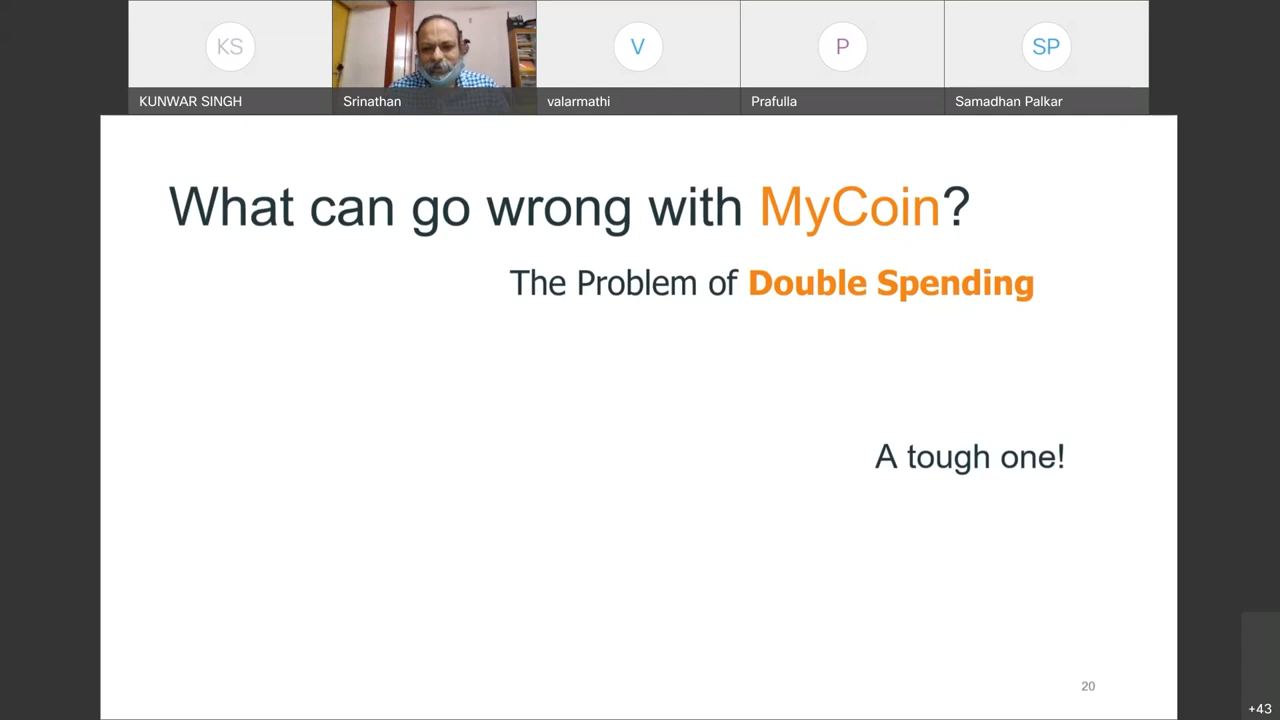 KS
V
P
SP
KUNWAR SINGH
Srinathan
valarmathi
Prafulla
Samadhan Palkar
What can go wrong with MyCoin?
The Problem of Double Spending
A tough one!
20
+43